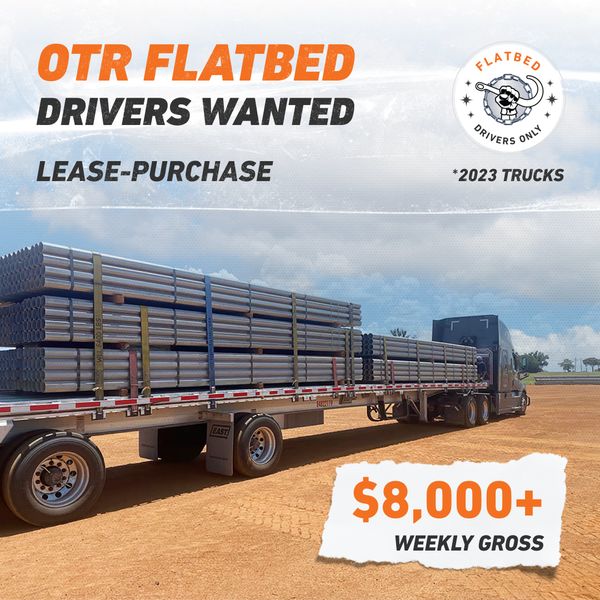 OTR FLATBED
DRIVERS WANTED
LEASE-PURCHASE
FLATBED
DRIVERS ONLY
*2023 TRUCKS
EAST
$8,000+
WEEKLY GROSS